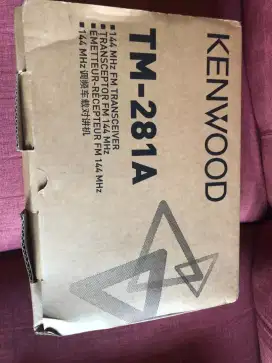 KENWOOD
TM-281A
• 144 MHz FM TRANSCEIVER
• TRANSCEPTOR FM 144 MHz
• EMETTEUR-RECEPTEUR FM 144 MHz
• 144 MHz 调频车载对讲机